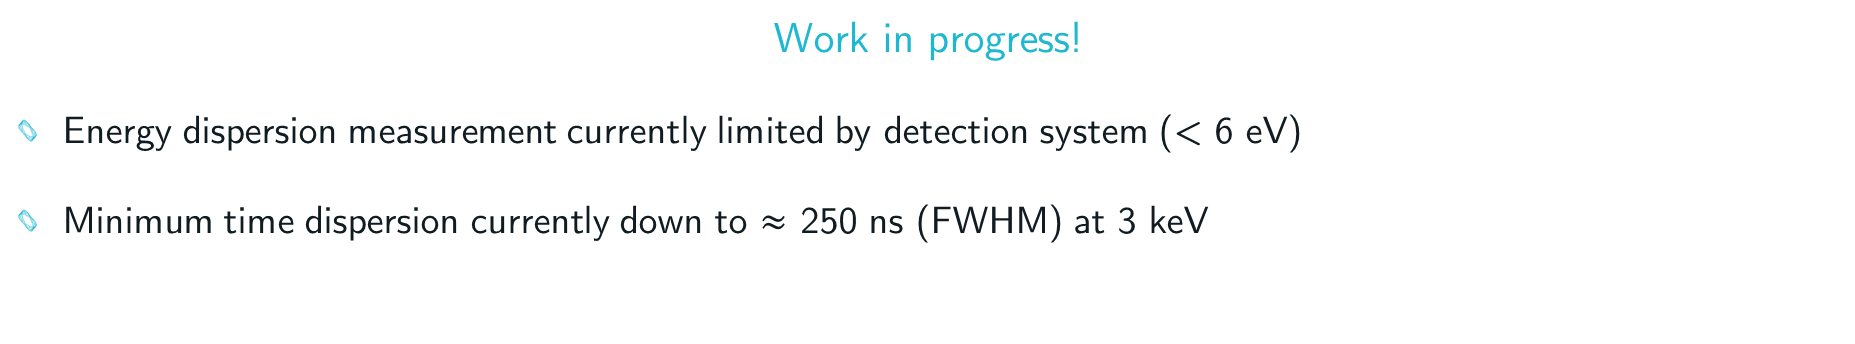 Work in progress!
Energy dispersion measurement currently limited by detection system (< 6 eV)
Minimum time dispersion currently down to ≈ 250 ns (FWHM) at 3 keV